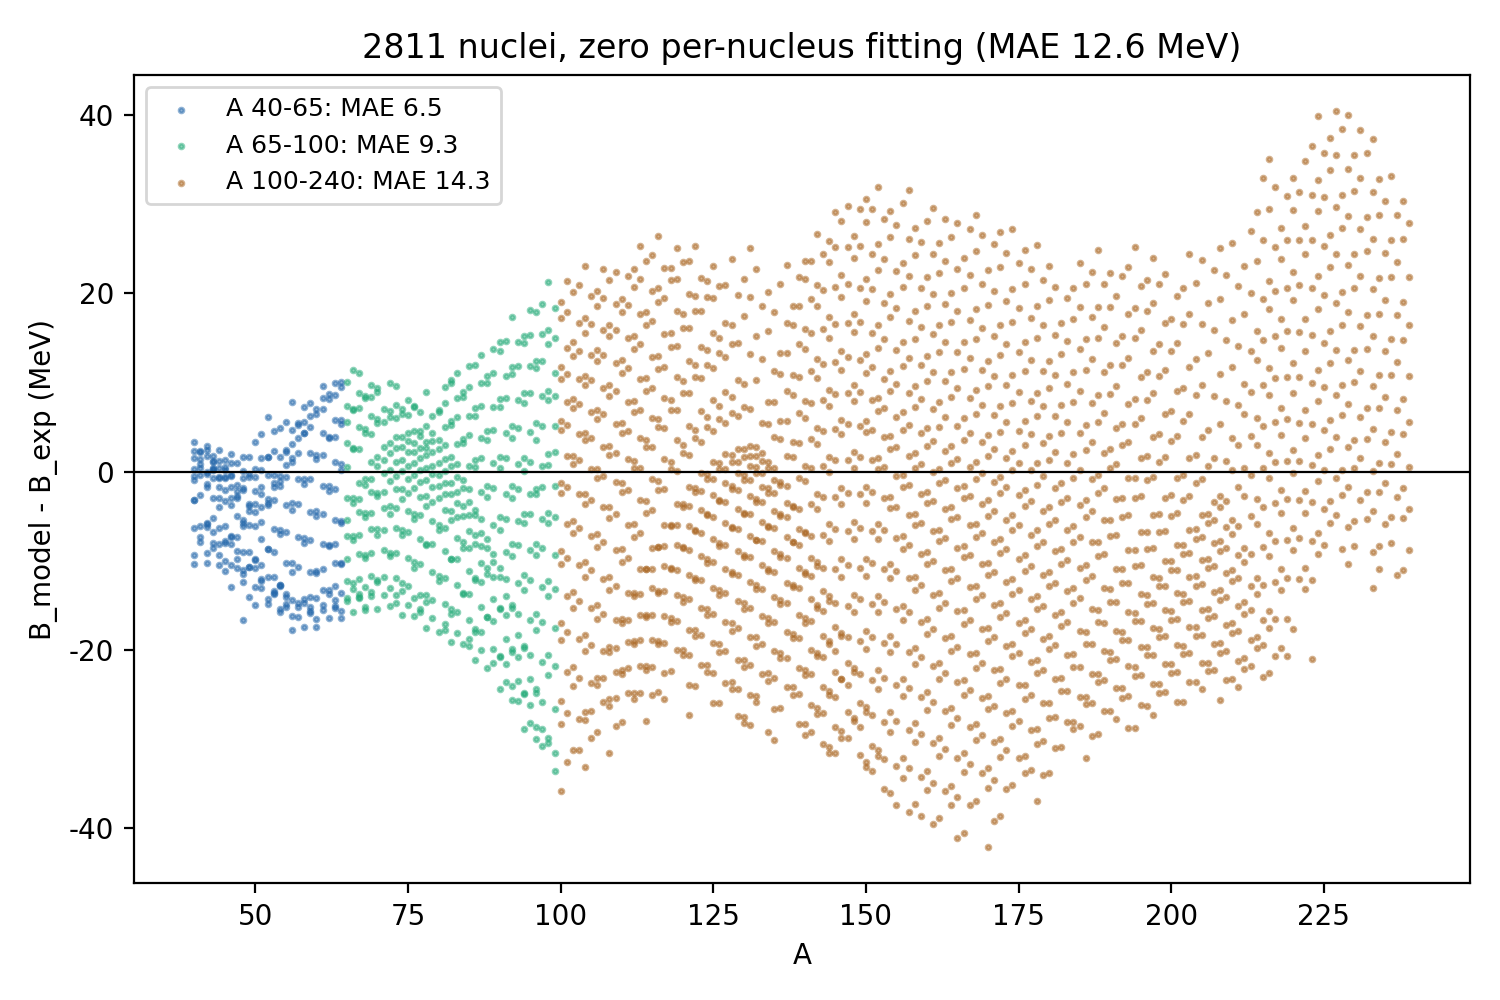 2811 nuclei, zero per-nucleus fitting (MAE 12.6 MeV)
A 40-65: MAE 6.5
A 65-100: MAE 9.3
A 100-240: MAE 14.3
B_model - B_exp (MeV)
40
20
0
-20
-40
50 75 100 125 150 175 200 225
A